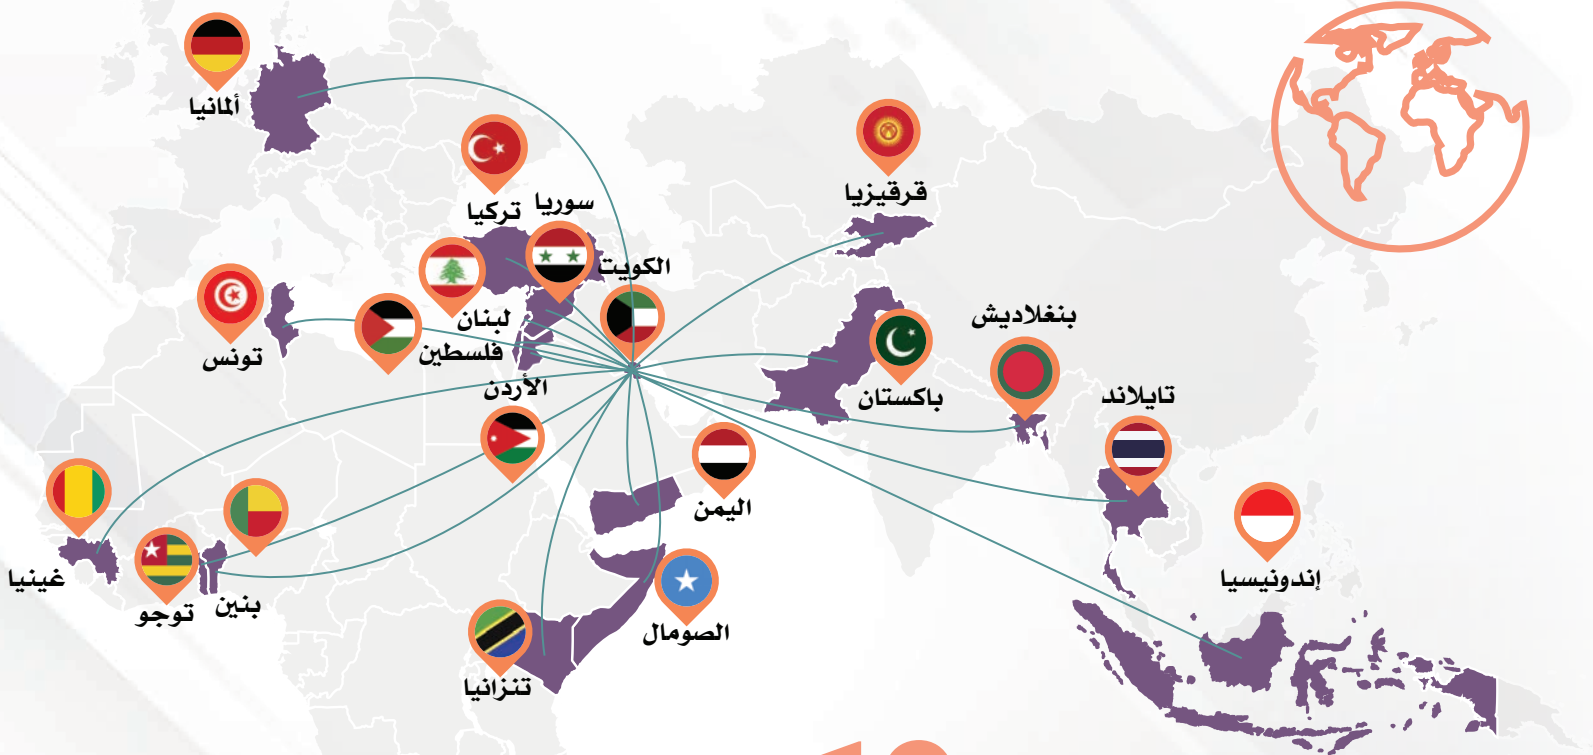 ألمانيا
قرقيزيا
سوريا
تركيا
الكويت
لبنان
بنغلاديش
فلسطين
تونس
الأردن
باكستان
تايلاند
اليمن
غينيا
إندونيسيا
بنين
توجو
الصومال
تنزانيا